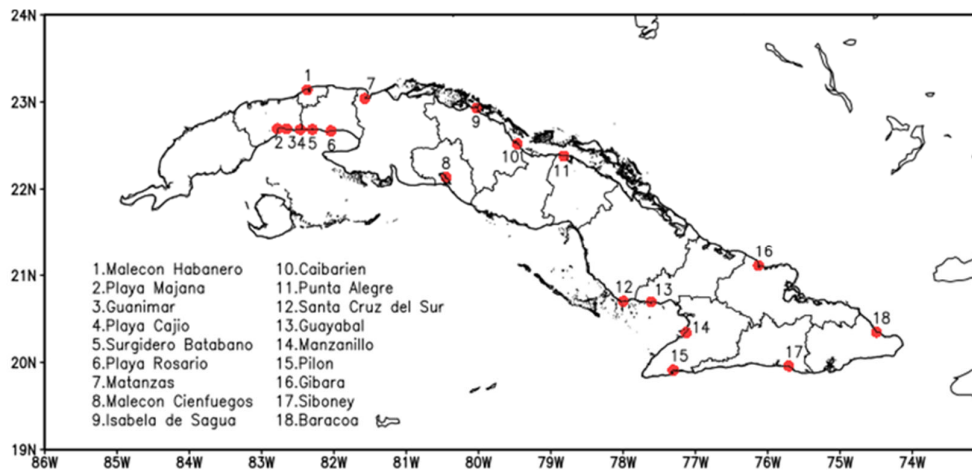 24N
23N
22N
21N
20N
19N
86W 84W 83W 82W 81W 80W 79W 78W 77W 76W 75W 74W
1 7
2 3 4 5 6
9
10
11
8
16
12 13
14
18
15
17
1.Malecon Habanero
2.Playa Majana
3.Guanimar
4.Playa Cajio
5.Surgidero Batabano
6.Playa Rosario
7.Matanzas
8.Malecon Cienfuegos
9.Isabela de Sagua
10.Caibarien
11.Punta Alegre
12.Santa Cruz del Sur
13.Guayabal
14.Manzanillo
15.Pilon
16.Gibara
17.Siboney
18.Baracoa